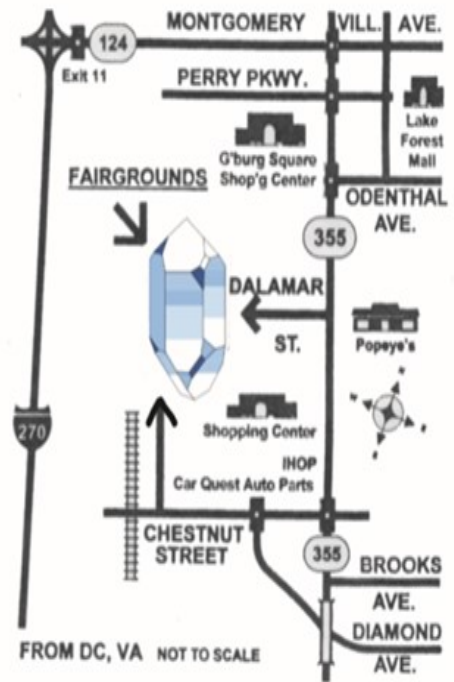 MONTGOMERY VILL. AVE.
124
Exit 11
PERRY PKWY.
Lake
Forest
Mall
G'burg Square
Shop'g Center
FAIRGROUNDS
ODENTHAL
AVE.
355
DALAMAR
ST.
Popeye's
270
Shopping Center
IHOP
Car Quest Auto Parts
CHESTNUT
STREET
355
BROOKS
AVE.
DIAMOND
AVE.
FROM DC, VA NOT TO SCALE